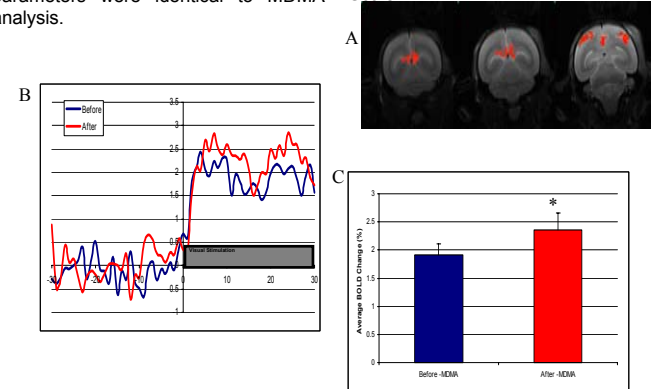 parameters were identical to MDMA
analysis.
A
B
Before
After
3.5
3
2.5
2
1.5
1
0.5
Visual Stimulation
0
10
20
30
0.5
1
C
Average BOLD Change (%)
3
2.5
2
1.5
1
0.5
0
*
Before -MDMA
After -MDMA